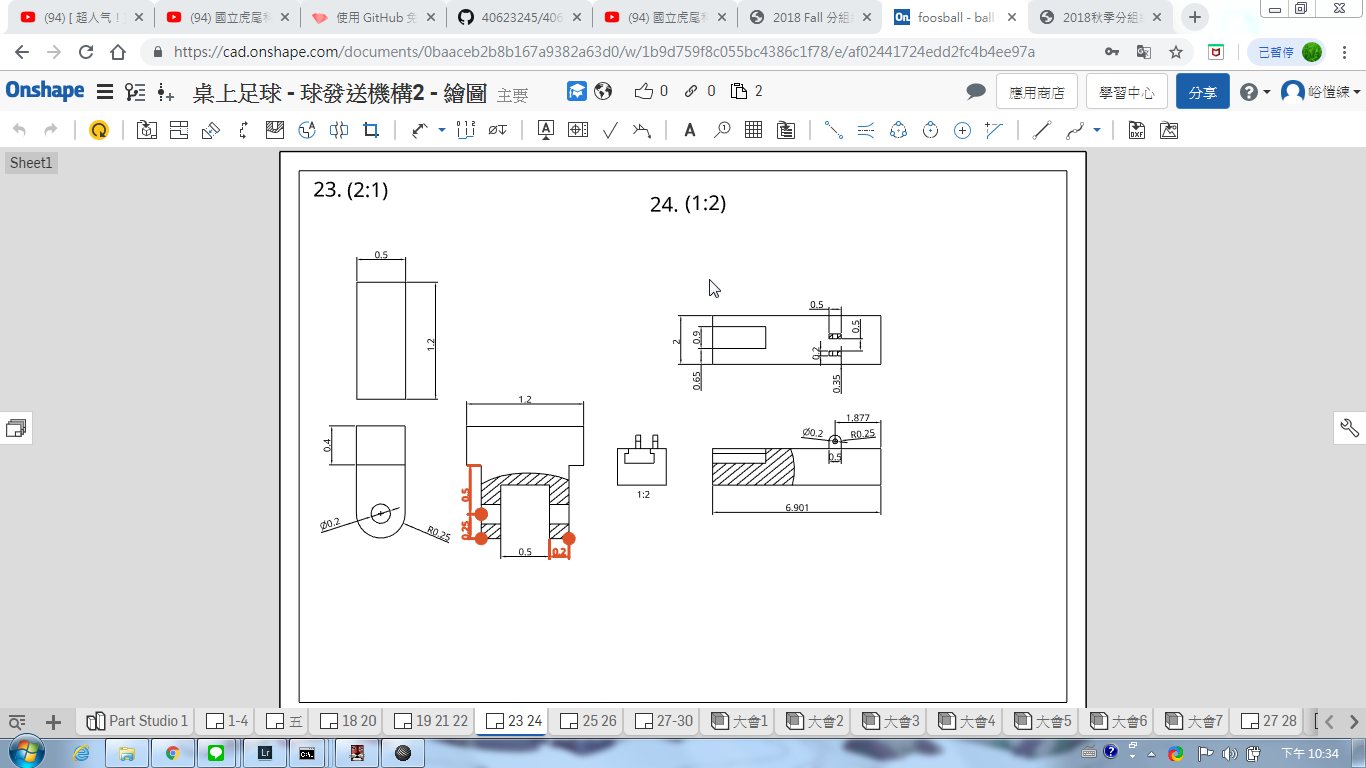 (94) [ 超人气！
(94) 國立虎尾科
使用 GitHub 免
40623245/406
(94) 國立虎尾科
2018 Fall 分組
On. foosball - ball
2018秋季分組
https://cad.onshape.com/documents/0baaceb2b8b167a9382a63d0/w/1b9d759f8c055bc4386c1f78/e/af02441724edd2fc4b4ee97a
已暫停
Onshape
桌上足球 - 球發送機構2 - 繪圖 主要
0
0
2
應用商店
學習中心
分享
峪愷練
Sheet1
23. (2:1)
24. (1:2)
0.5
1.2
0.4
Ø0.2
R0.25
1.2
0.5
0.25
0.5
0.2
1:2
2
0.9
0.65
0.5
0.5
0.2
0.35
1.877
Ø0.2
R0.25
0.5
6.901
Part Studio 1
1-4
五
18 20
19 21 22
23 24
25 26
27-30
大會1
大會2
大會3
大會4
大會5
大會6
大會7
27 28
Lr
下午 10:34